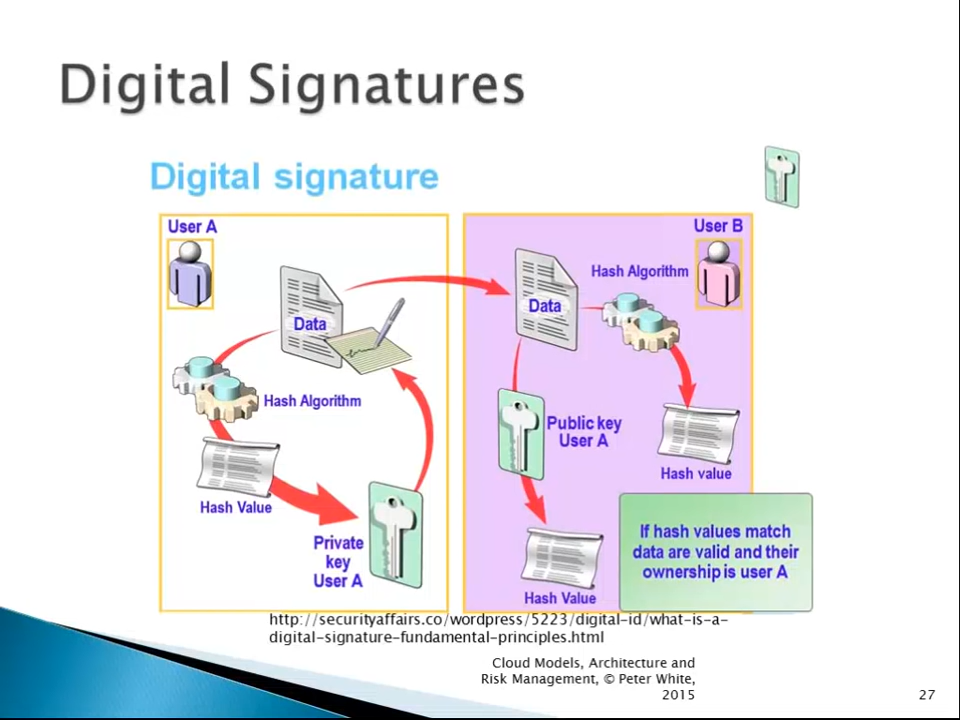 Digital Signatures
Digital signature
User A
Data
Hash Algorithm
Hash Value
Private
key
User A
User B
Data
Hash Algorithm
Public key
User A
Hash value
Hash Value
If hash values match
data are valid and their
ownership is user A
http://securityaffairs.co/wordpress/5223/digital-id/what-is-a-
digital-signature-fundamental-principles.html
Cloud Models, Architecture and
Risk Management, © Peter White,
2015
27